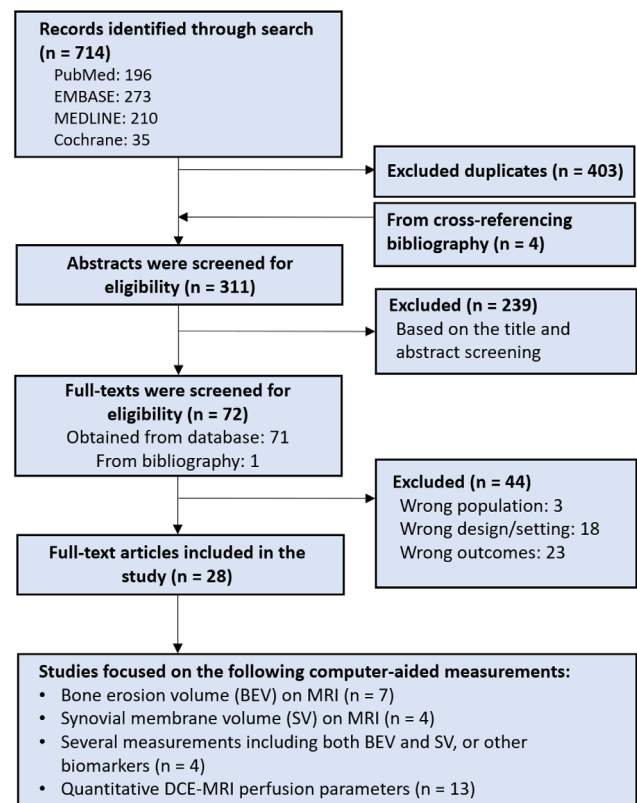 Records identified through search
(n = 714)
PubMed: 196
EMBASE: 273
MEDLINE: 210
Cochrane: 35
Excluded duplicates (n = 403)
From cross-referencing
bibliography (n = 4)
Abstracts were screened for
eligibility (n = 311)
Excluded (n = 239)
Based on the title and
abstract screening
Full-texts were screened for
eligibility (n = 72)
Obtained from database: 71
From bibliography: 1
Excluded (n = 44)
Wrong population: 3
Wrong design/setting: 18
Wrong outcomes: 23
Full-text articles included in the
study (n = 28)
Studies focused on the following computer-aided measurements:
• Bone erosion volume (BEV) on MRI (n = 7)
• Synovial membrane volume (SV) on MRI (n = 4)
• Several measurements including both BEV and SV, or other
biomarkers (n = 4)
• Quantitative DCE-MRI perfusion parameters (n = 13)